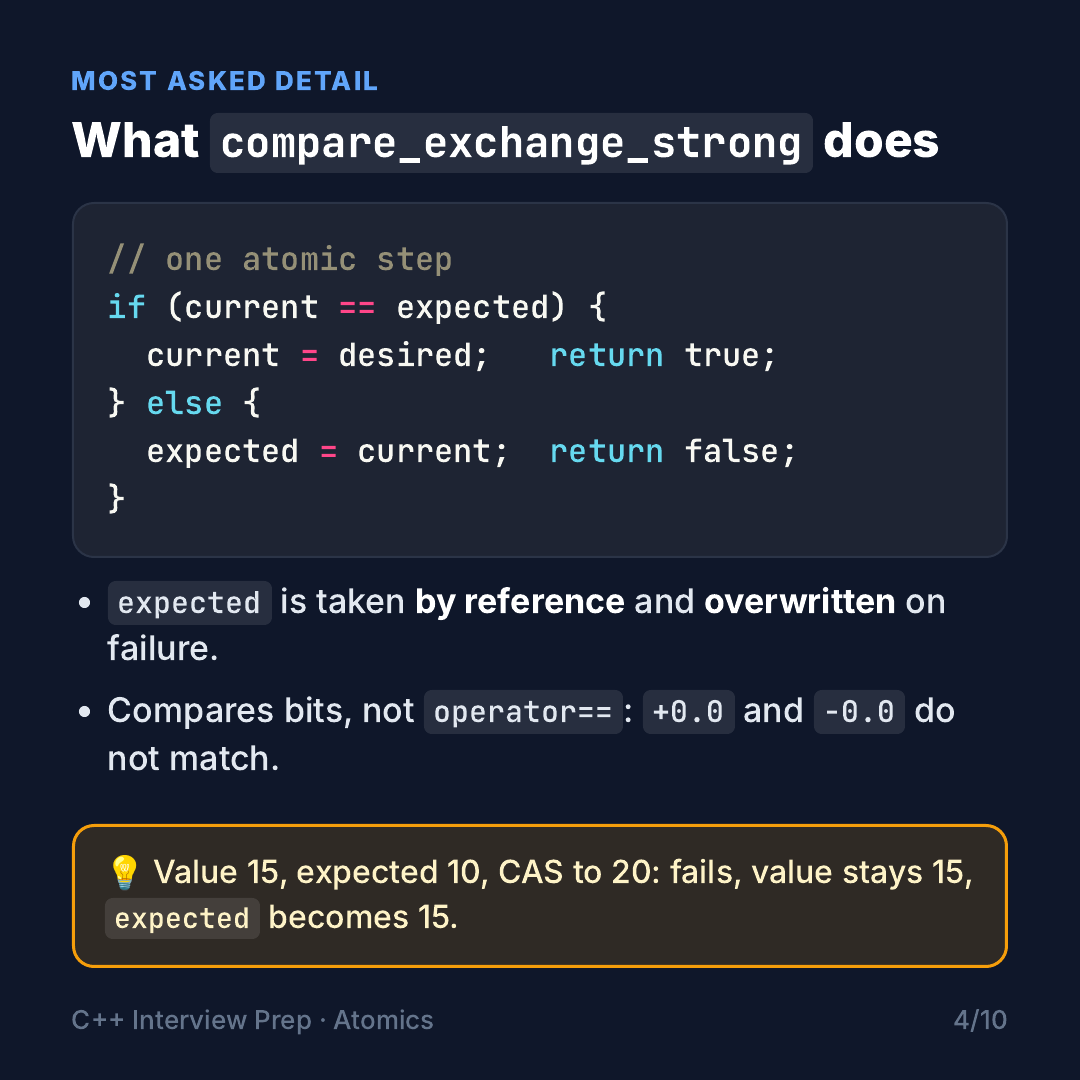 MOST ASKED DETAIL
What compare_exchange_strong does
// one atomic step
if (current == expected) {
  current = desired;   return true;
} else {
  expected = current;  return false;
}
• expected is taken by reference and overwritten on
failure.
• Compares bits, not operator==: +0.0 and -0.0 do
not match.
💡 Value 15, expected 10, CAS to 20: fails, value stays 15,
expected becomes 15.
C++ Interview Prep · Atomics
4/10